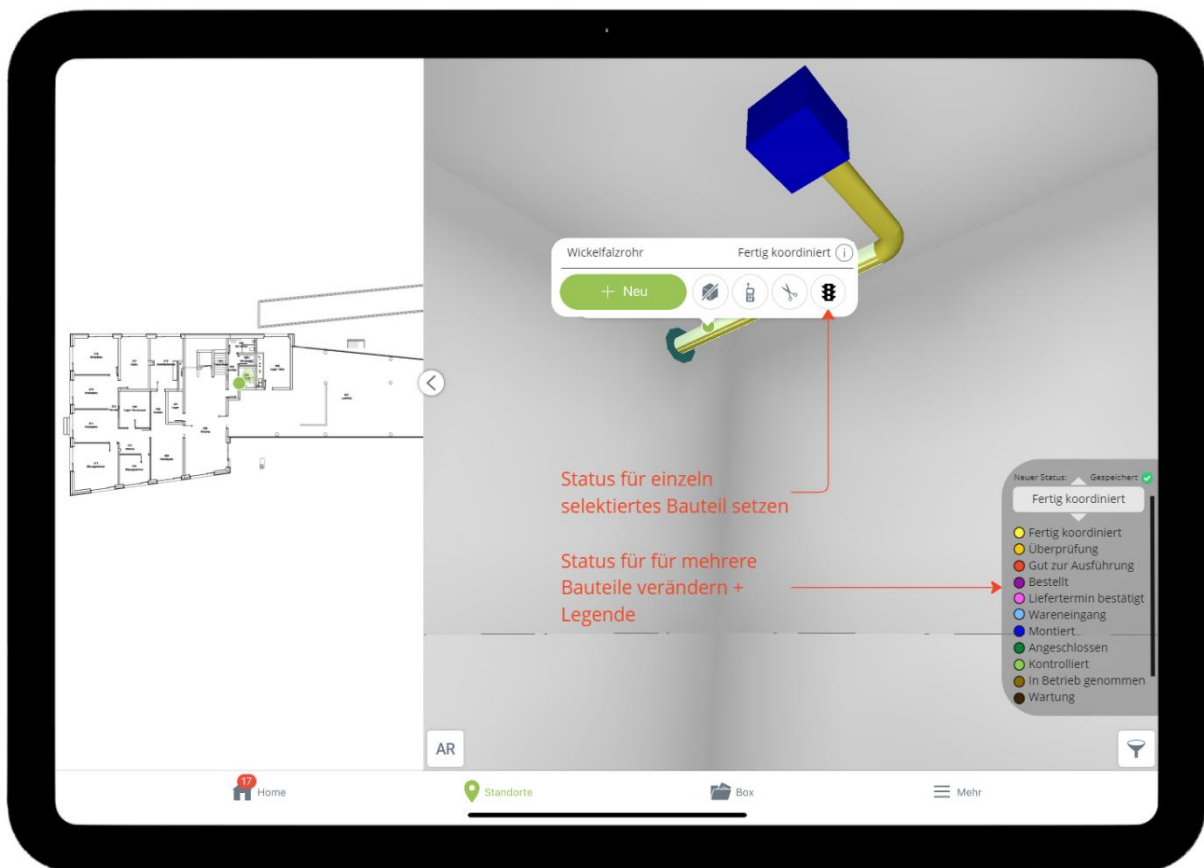 Wickelfalzrohr Fertig koordiniert i
+ Neu
Status für einzeln
selektiertes Bauteil setzen
Status für für mehrere
Bauteile verändern +
Legende
Neuer Status: Gespeichert
Fertig koordiniert
Fertig koordiniert
Überprüfung
Gut zur Ausführung
Bestellt
Liefertermin bestätigt
Wareneingang
Montiert
Angeschlossen
Kontrolliert
In Betrieb genommen
Wartung
AR
17
Home Standorte Box Mehr